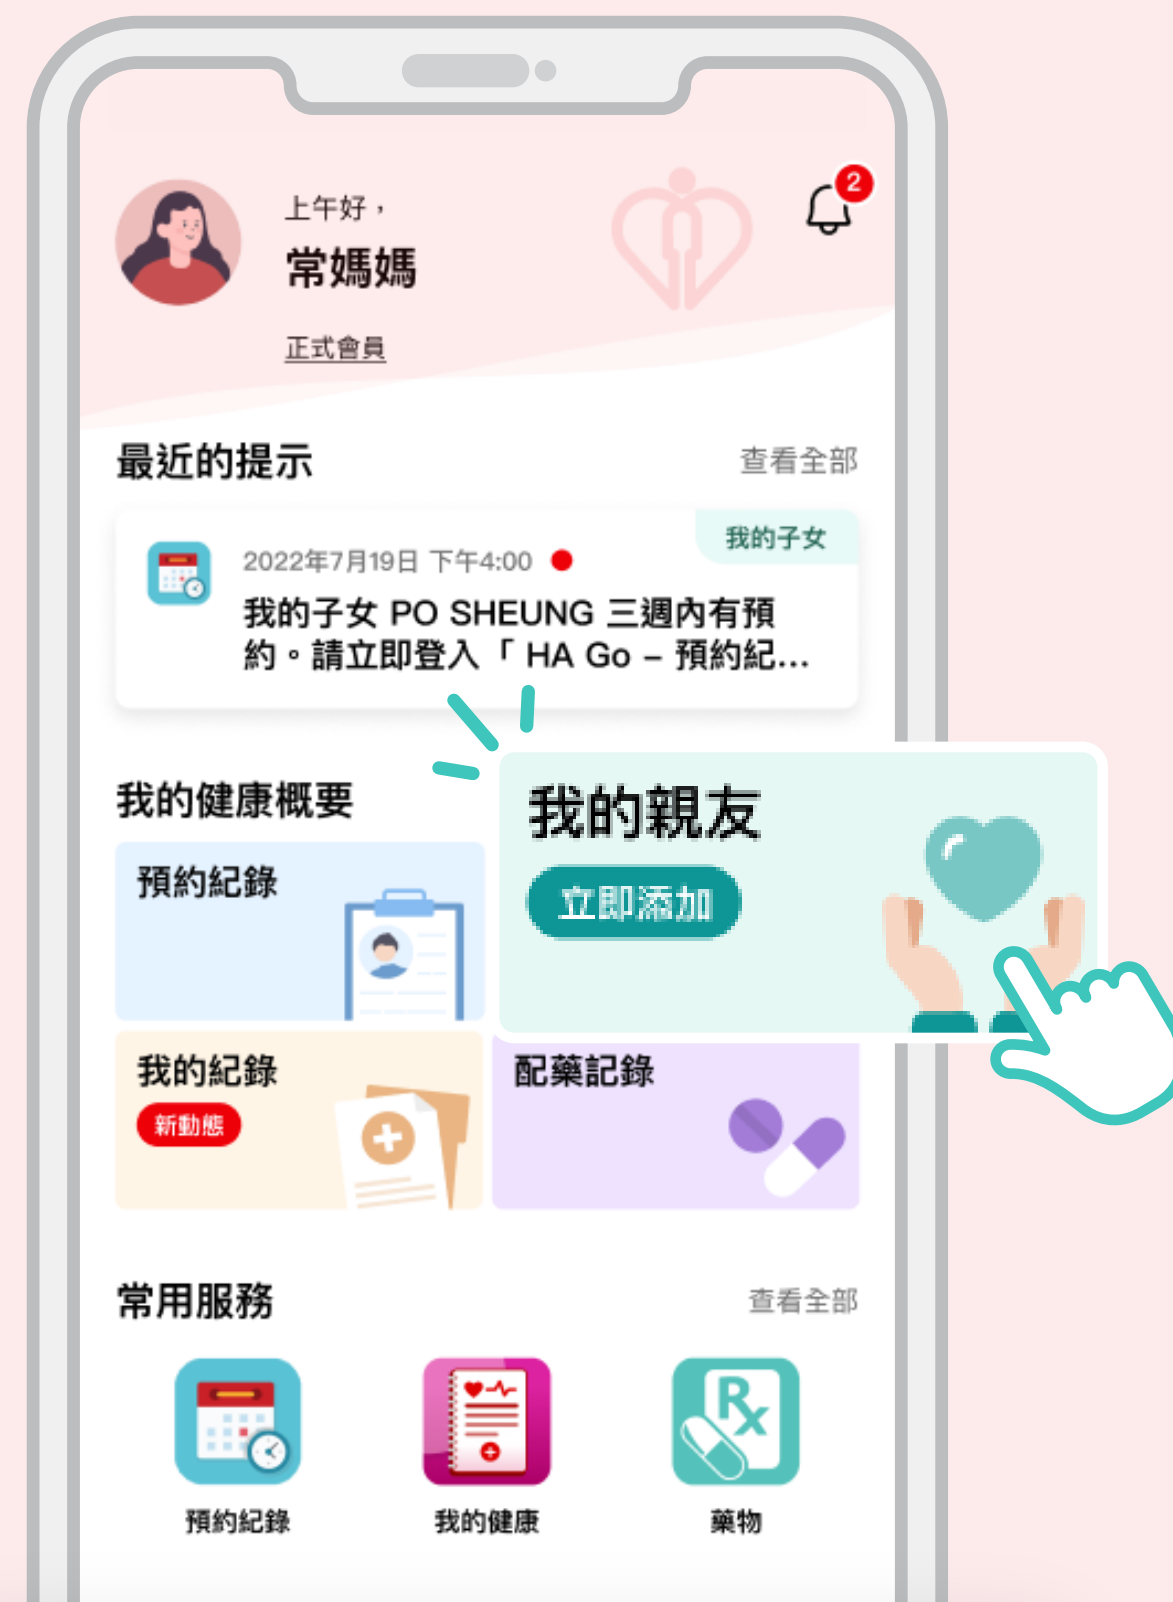 2
上午好，
常媽媽
正式會員
最近的提示
查看全部
我的子女
2022年7月19日 下午4:00
我的子女 PO SHEUNG 三週內有預
約。請立即登入「 HA Go – 預約紀...
我的健康概要
我的親友
立即添加
預約紀錄
我的紀錄
新動態
配藥記錄
常用服務
查看全部
Rx
預約紀錄
我的健康
藥物